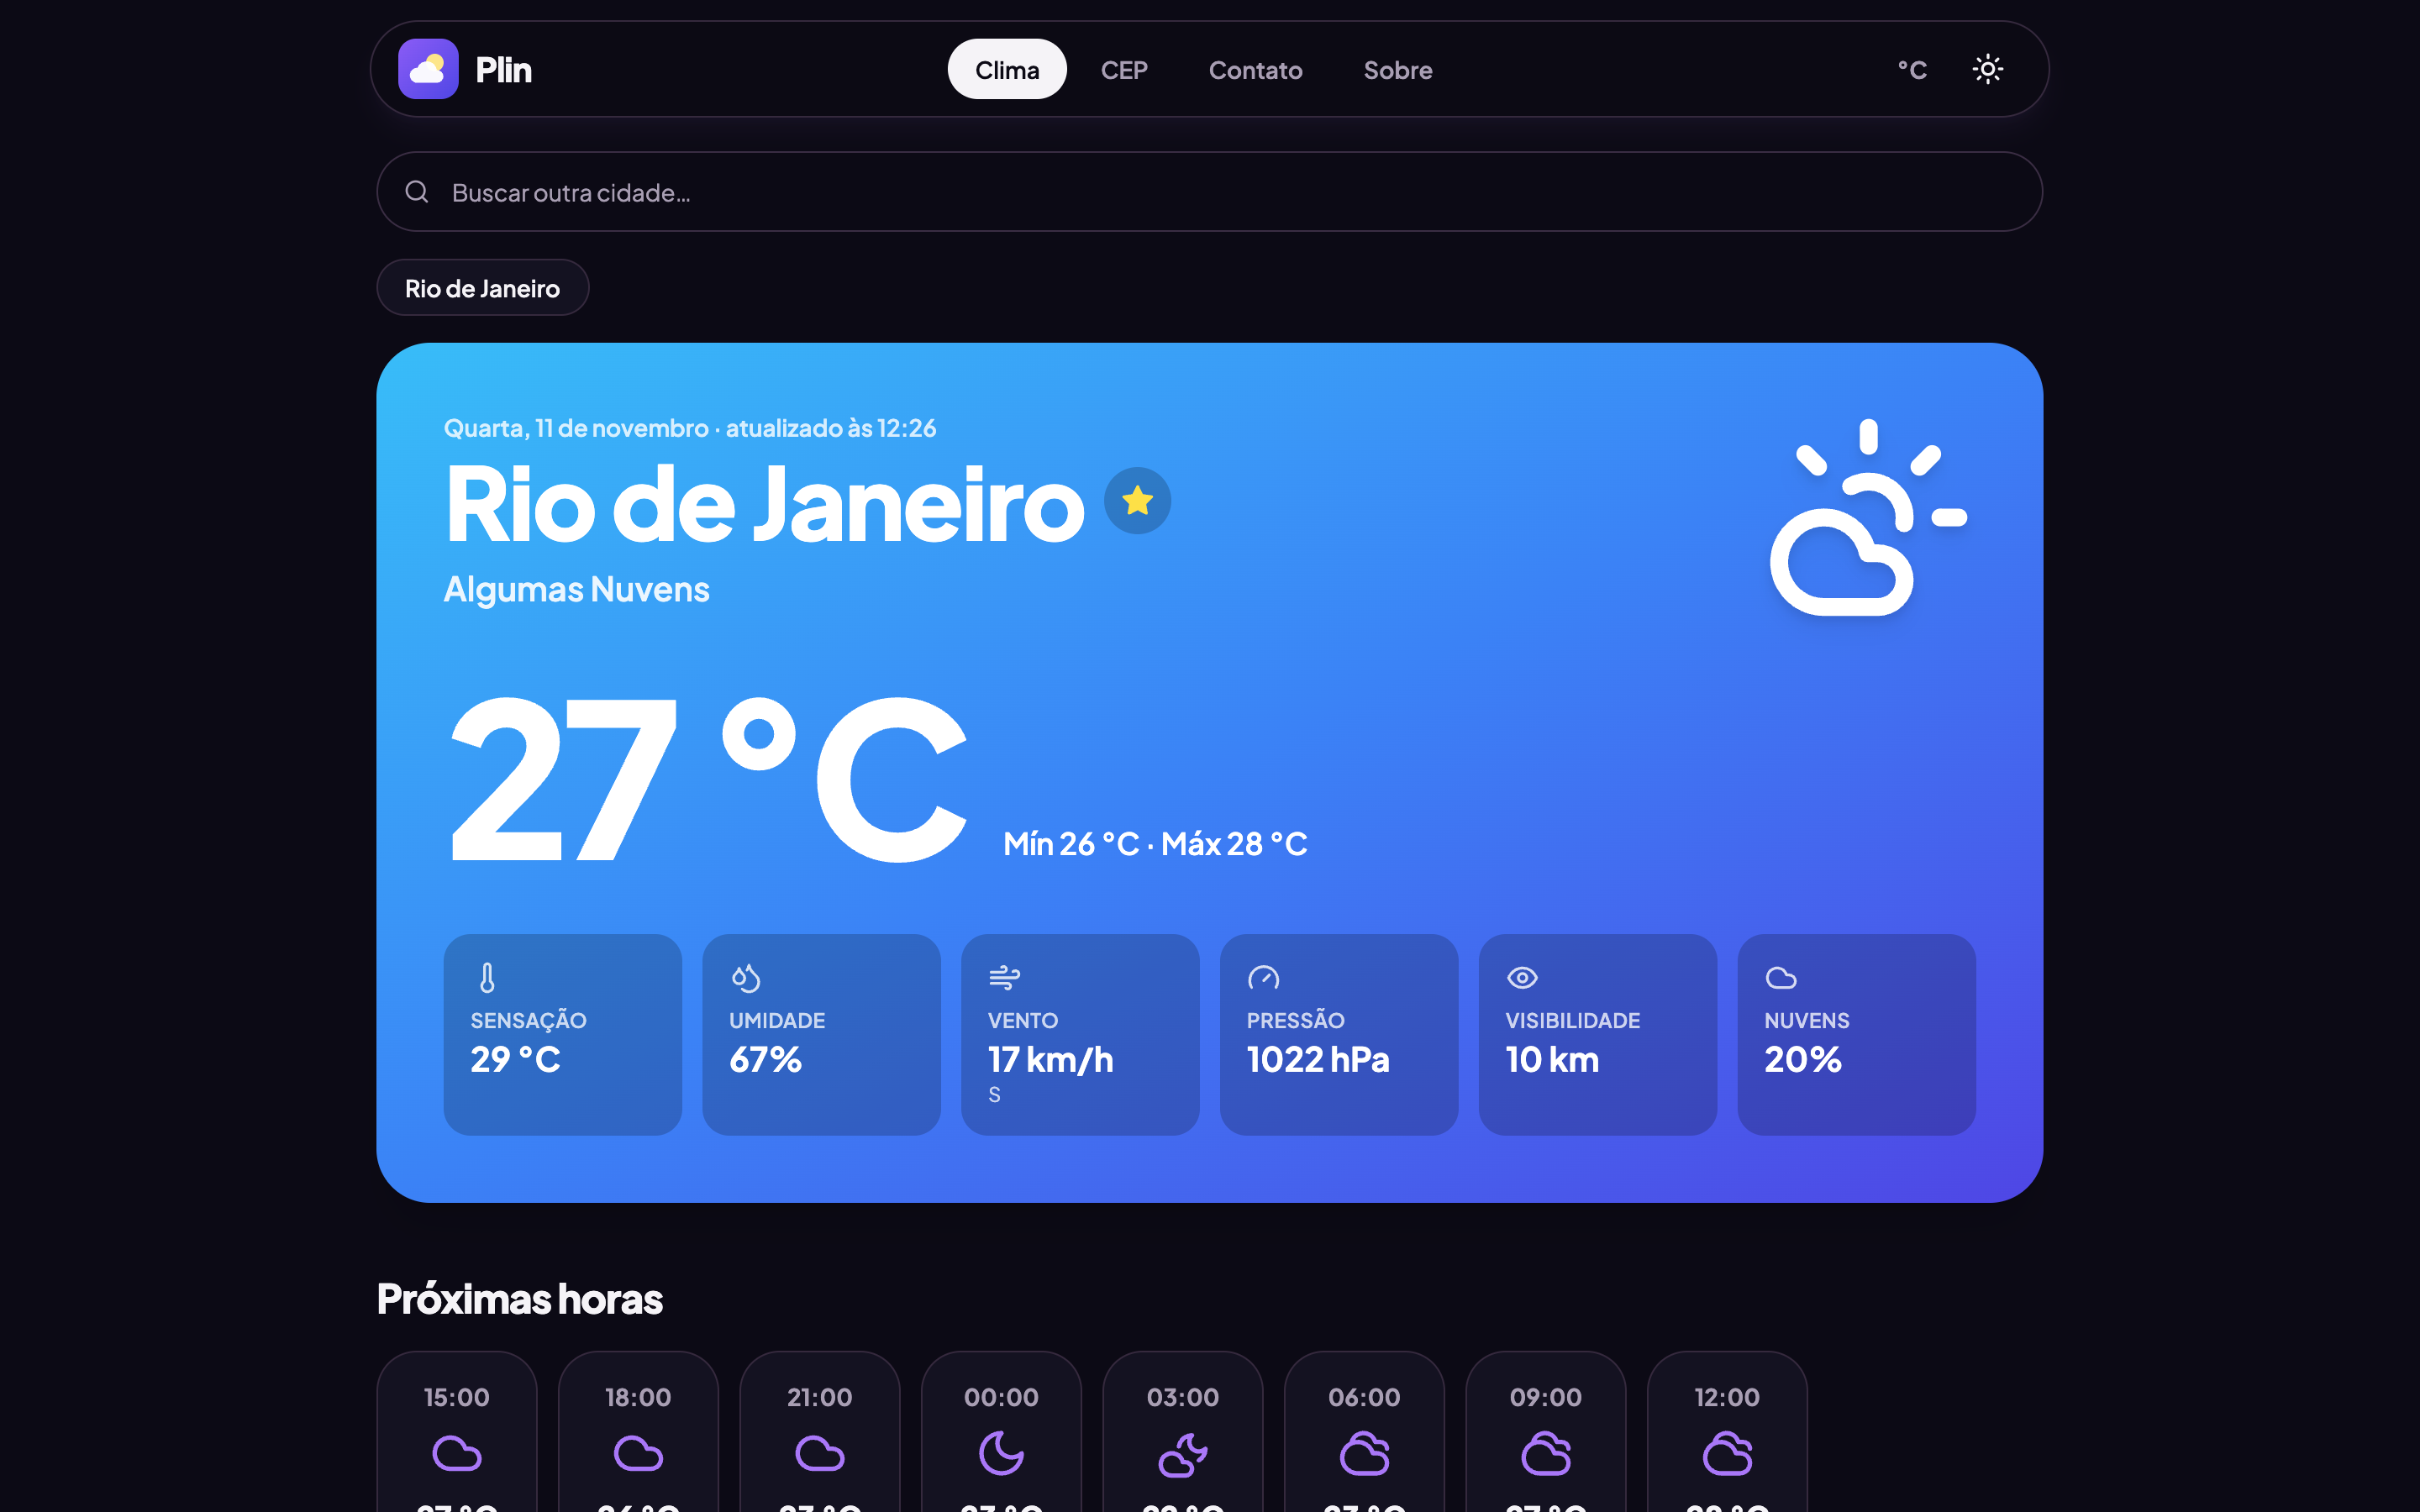 Plin
Clima
CEP
Contato
Sobre
°C
Buscar outra cidade...
Rio de Janeiro
Quarta, 11 de novembro · atualizado às 12:26
Rio de Janeiro
Algumas Nuvens
27 °C
Mín 26 °C · Máx 28 °C
SENSAÇÃO
29 °C
UMIDADE
67%
VENTO
17 km/h
S
PRESSÃO
1022 hPa
VISIBILIDADE
10 km
NUVENS
20%
Próximas horas
15:00
18:00
21:00
00:00
03:00
06:00
09:00
12:00